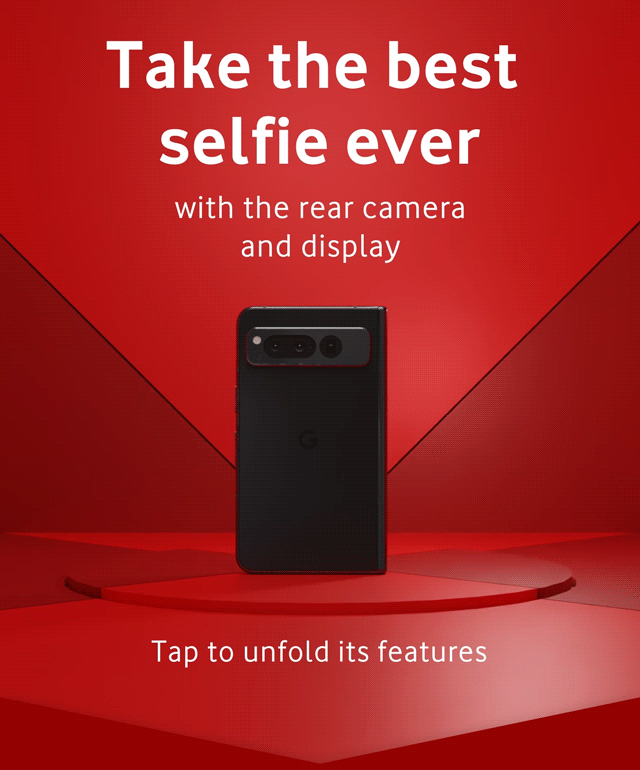 Take the best
selfie ever
with the rear camera
and display
G
Tap to unfold its features